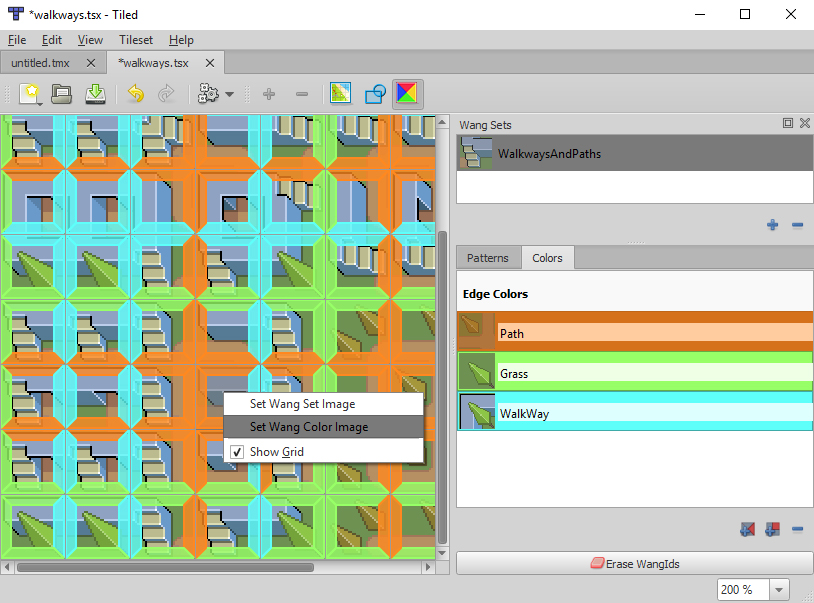 *walkways.tsx - Tiled
File Edit View Tileset Help
untitled.tmx *walkways.tsx
Wang Sets
WalkwaysAndPaths
Patterns Colors
Edge Colors
Path
Grass
WalkWay
Set Wang Set Image
Set Wang Color Image
Show Grid
Erase WangIds
200 %